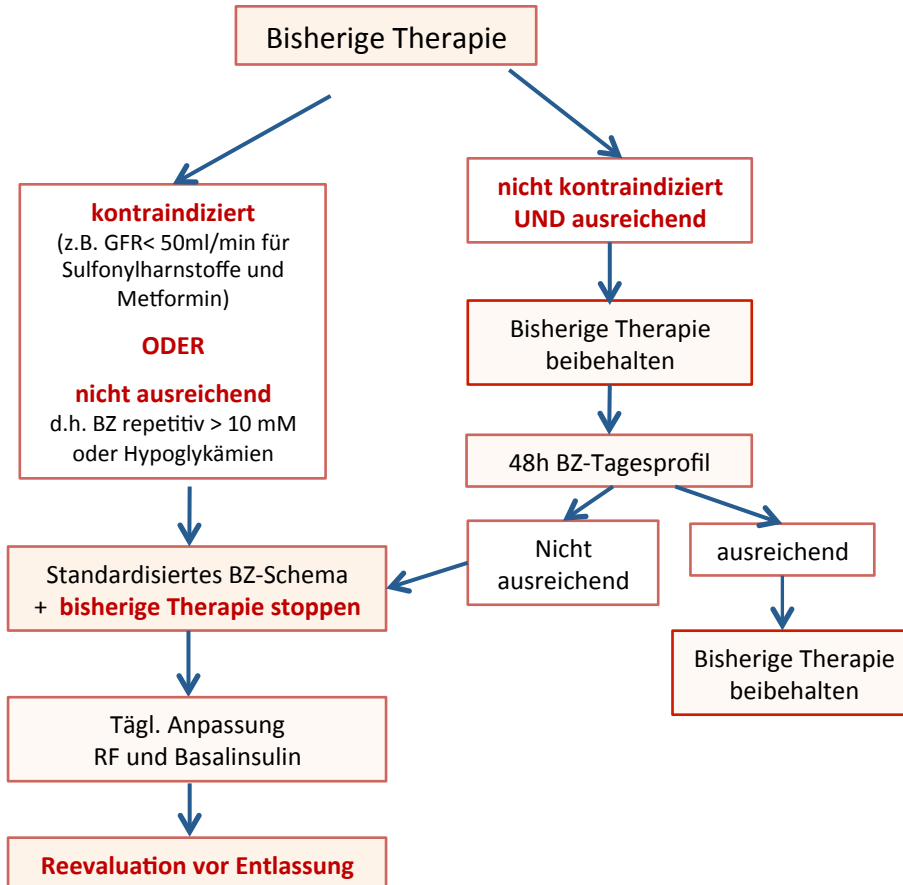 Bisherige Therapie
kontraindiziert
(z.B. GFR< 50ml/min für
Sulfonylharnstoffe und
Metformin)
ODER
nicht ausreichend
d.h. BZ repetitiv > 10 mM
oder Hypoglykämien
nicht kontraindiziert
UND ausreichend
Bisherige Therapie
beibehalten
48h BZ-Tagesprofil
Nicht
ausreichend
ausreichend
Bisherige Therapie
beibehalten
Standardisiertes BZ-Schema
+ bisherige Therapie stoppen
Tägl. Anpassung
RF und Basalinsulin
Reevaluation vor Entlassung